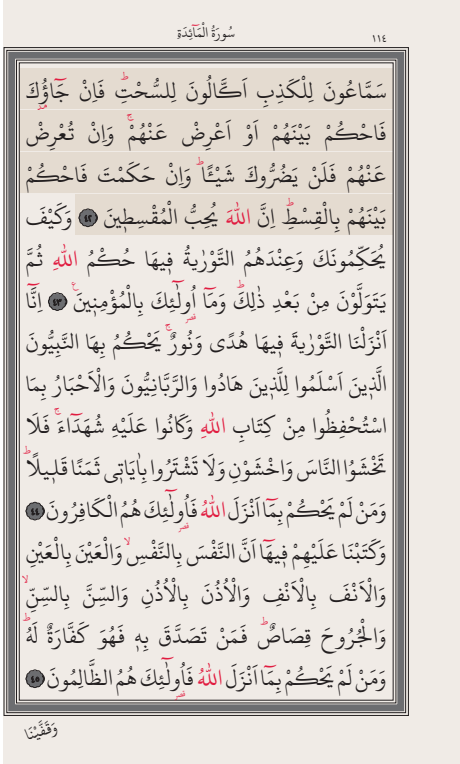 سُورَةُ الْمَٓائِدَةِ ١١٤
سَمَّاعُونَ لِلْكَذِبِ اَكَّالُونَ لِلسُّحْتِۜ فَاِنْ جَٓاؤُ۫كَ
فَاحْكُمْ بَيْنَهُمْ اَوْ اَعْرِضْ عَنْهُمْۚ وَاِنْ تُعْرِضْ
عَنْهُمْ فَلَنْ يَضُرُّوكَ شَيْـًٔاۜ وَاِنْ حَكَمْتَ فَاحْكُمْ
بَيْنَهُمْ بِالْقِسْطِۜ اِنَّ اللّٰهَ يُحِبُّ الْمُقْسِط۪ينَ ٤٢ وَكَيْفَ
يُحَكِّمُونَكَ وَعِنْدَهُمُ التَّوْرٰيةُ ف۪يهَا حُكْمُ اللّٰهِ ثُمَّ
يَتَوَلَّوْنَ مِنْ بَعْدِ ذٰلِكَۜ وَمَٓا اُو۬لٰٓئِكَ بِالْمُؤْمِن۪ينَ۟ ٤٣ اِنَّٓا
اَنْزَلْنَا التَّوْرٰيةَ ف۪يهَا هُدًى وَنُورٌۚ يَحْكُمُ بِهَا النَّبِيُّونَ
الَّذ۪ينَ اَسْلَمُوا لِلَّذ۪ينَ هَادُوا وَالرَّبَّانِيُّونَ وَالْاَحْبَارُ بِمَا
اسْتُحْفِظُوا مِنْ كِتَابِ اللّٰهِ وَكَانُوا عَلَيْهِ شُهَدَٓاءَۚ فَلَا
تَخْشَوُا النَّاسَ وَاخْشَوْنِ وَلَا تَشْتَرُوا بِاٰيَات۪ي ثَمَنًا قَل۪يلًاۜ
وَمَنْ لَمْ يَحْكُمْ بِمَٓا اَنْزَلَ اللّٰهُ فَاُو۬لٰٓئِكَ هُمُ الْكَافِرُونَ ٤٤
وَكَتَبْنَا عَلَيْهِمْ ف۪يهَٓا اَنَّ النَّفْسَ بِالنَّفْسِۙ وَالْعَيْنَ بِالْعَيْنِ
وَالْاَنْفَ بِالْاَنْفِ وَالْاُذُنَ بِالْاُذُنِ وَالسِّنَّ بِالسِّنِّۙ
وَالْجُرُوحَ قِصَاصٌۜ فَمَنْ تَصَدَّقَ بِه۪ فَهُوَ كَفَّارَةٌ لَهُۜ
وَمَنْ لَمْ يَحْكُمْ بِمَٓا اَنْزَلَ اللّٰهُ فَاُو۬لٰٓئِكَ هُمُ الظَّالِمُونَ ٤٥
وَقَفَّيْنَا